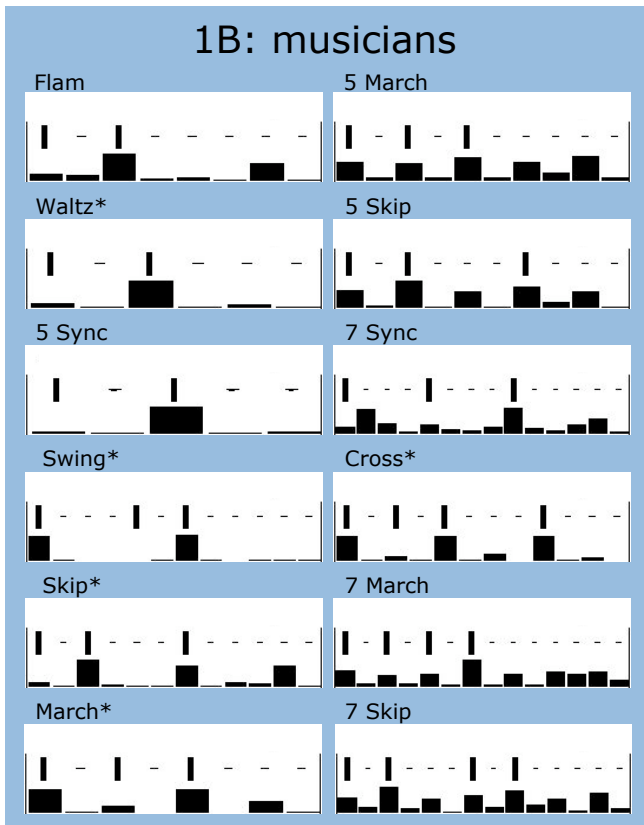 1B: musicians
Flam
5 March
Waltz*
5 Skip
5 Sync
7 Sync
Swing*
Cross*
Skip*
7 March
March*
7 Skip